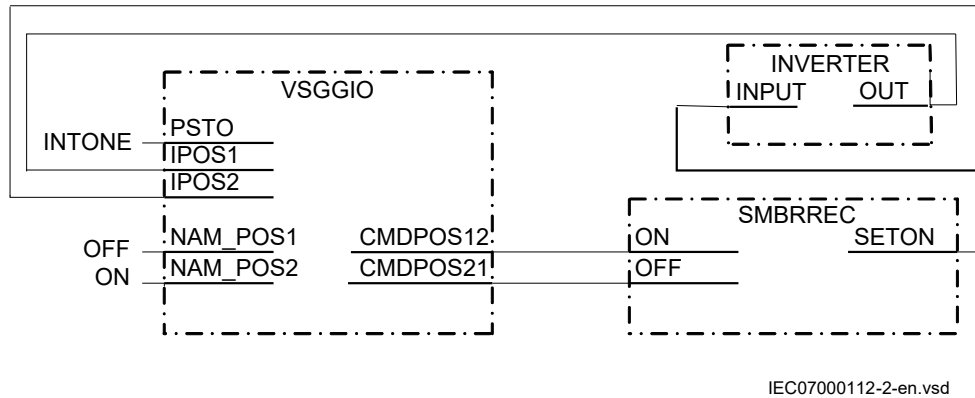 INVERTER
INPUT OUT
VSGGIO
INTONE PSTO
IPOS1
IPOS2
SMBRREC
OFF NAM_POS1 CMDPOS12 ON SETON
ON NAM_POS2 CMDPOS21 OFF
IEC07000112-2-en.vsd